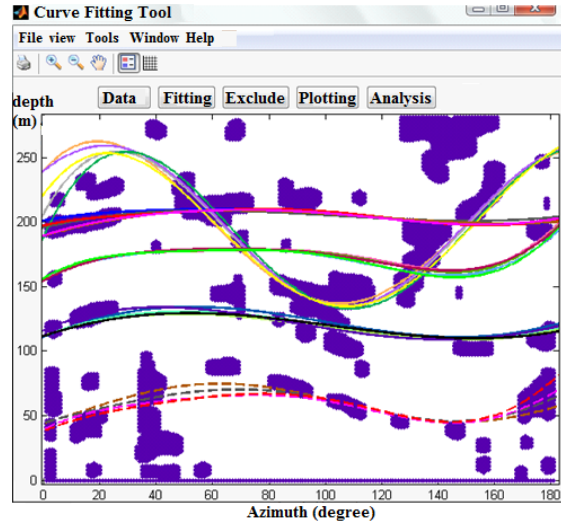 Curve Fitting Tool
File view Tools Window Help
Data Fitting Exclude Plotting Analysis
depth
(m)
250
200
150
100
50
0
0 20 40 60 80 100 120 140 160 180
Azimuth (degree)